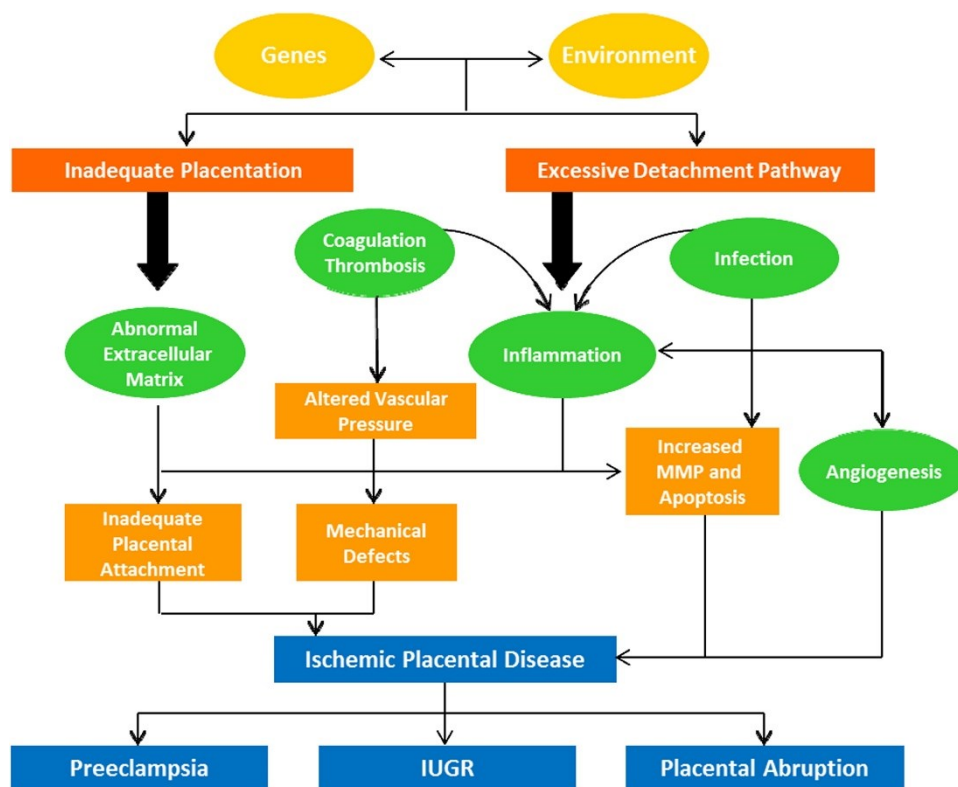 Genes
Environment
Inadequate Placentation
Excessive Detachment Pathway
Coagulation
Thrombosis
Infection
Abnormal
Extracellular
Matrix
Inflammation
Altered Vascular
Pressure
Increased
MMP and
Apoptosis
Angiogenesis
Inadequate
Placental
Attachment
Mechanical
Defects
Ischemic Placental Disease
Preeclampsia
IUGR
Placental Abruption